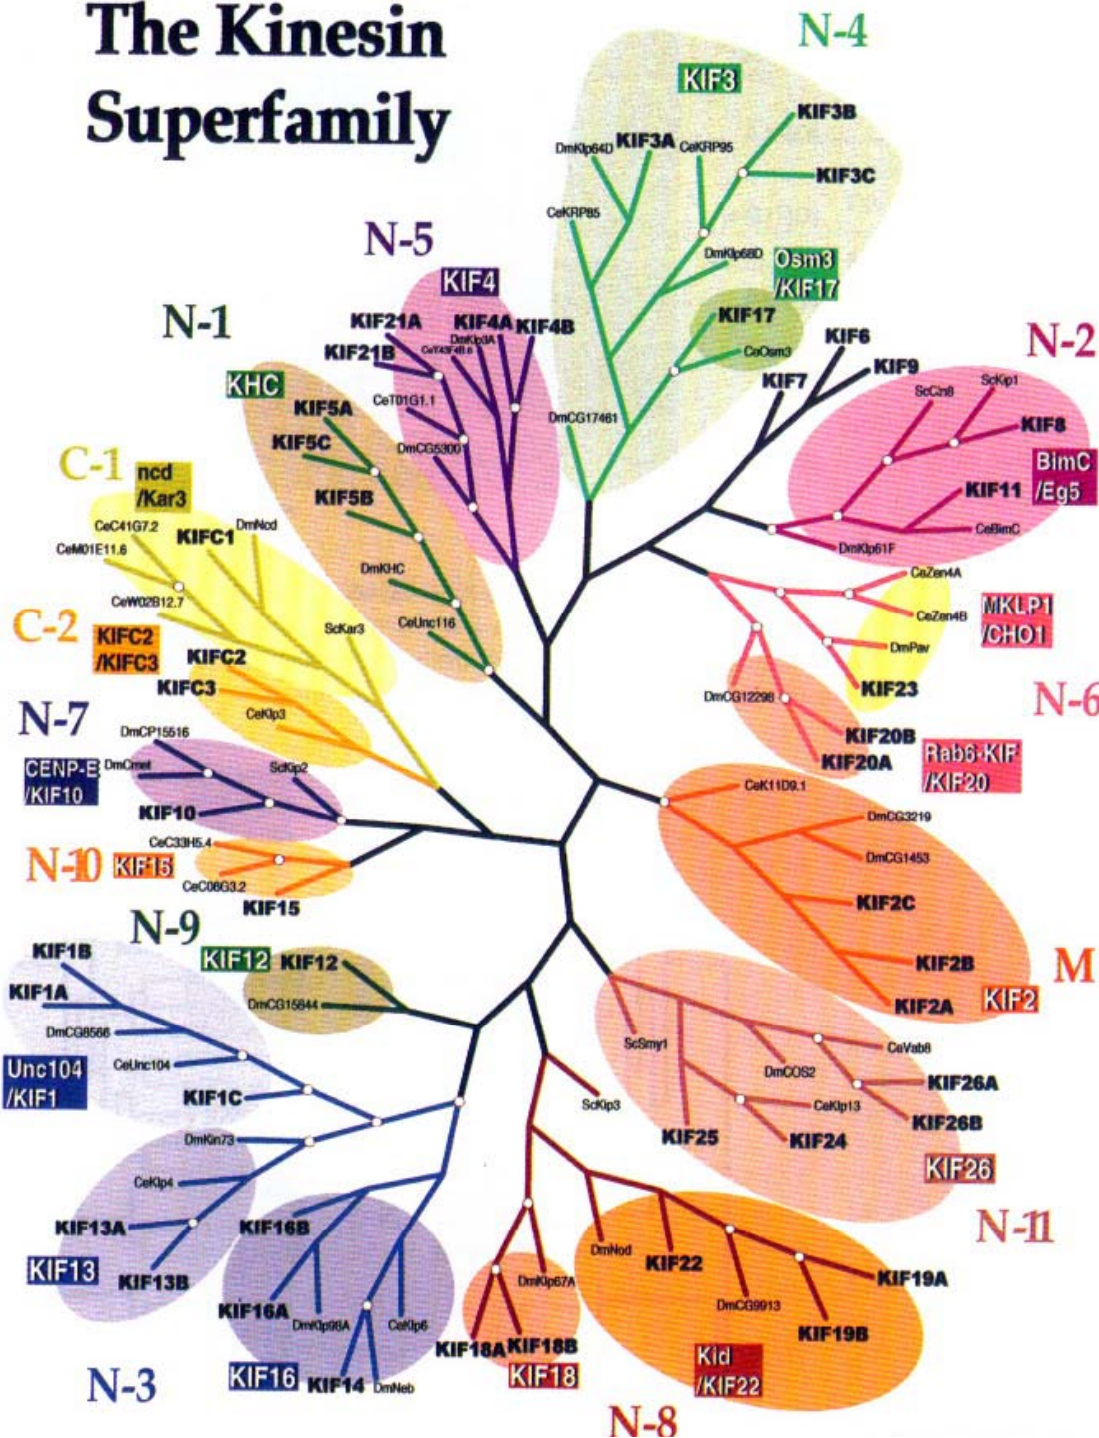 The Kinesin
Superfamily
N-4
KIF3
KIF3B
DmKlp64D
KIF3A
CeKRP95
KIF3C
CeKRP85
DmKlp68D
Osm3
/KIF17
KIF17
CeOsm3
DmCG17461
N-5
KIF4
KIF21A
KIF4A
KIF4B
DmKlp3A
KIF21B
CeY43F4B.6
CeT01G1.1
DmCG5300
N-1
KHC
KIF5A
KIF5C
KIF5B
DmKHC
CeUnc116
KIF6
KIF9
KIF7
N-2
ScCin8
ScKip1
KIF8
BimC
/Eg5
KIF11
CeBimC
DmKlp61F
C-1
ncd
/Kar3
CeC41G7.2
KIFC1
DmNcd
CeM01E11.6
CeW02B12.7
ScKar3
C-2
KIFC2
/KIFC3
KIFC2
KIFC3
CeKlp3
CeZen4A
CeZen4B
MKLP1
/CHO1
DmPav
KIF23
N-6
DmCG12298
KIF20B
KIF20A
Rab6-KIF
/KIF20
N-7
DmCP15516
CENP-E
/KIF10
DmCmet
ScKip2
KIF10
N-10
KIF15
CeC33H5.4
CeC06G3.2
KIF15
CeK11D9.1
DmCG3219
DmCG1453
KIF2C
KIF2B
KIF2A
M
KIF2
N-9
KIF12
KIF12
DmCG15844
KIF1B
KIF1A
DmCG8566
CeUnc104
Unc104
/KIF1
KIF1C
DmKin73
CeKlp4
KIF13A
KIF13
KIF13B
ScSmy1
CeVab8
DmCOS2
KIF26A
CeKlp13
KIF26B
KIF25
KIF24
KIF26
N-11
ScKip3
KIF16B
KIF16A
DmKlp98A
CeKlp6
KIF16
KIF14
DmNeb
N-3
DmKlp67A
KIF18A
KIF18B
KIF18
DmNod
KIF22
KIF19A
DmCG9913
KIF19B
Kid
/KIF22
N-8